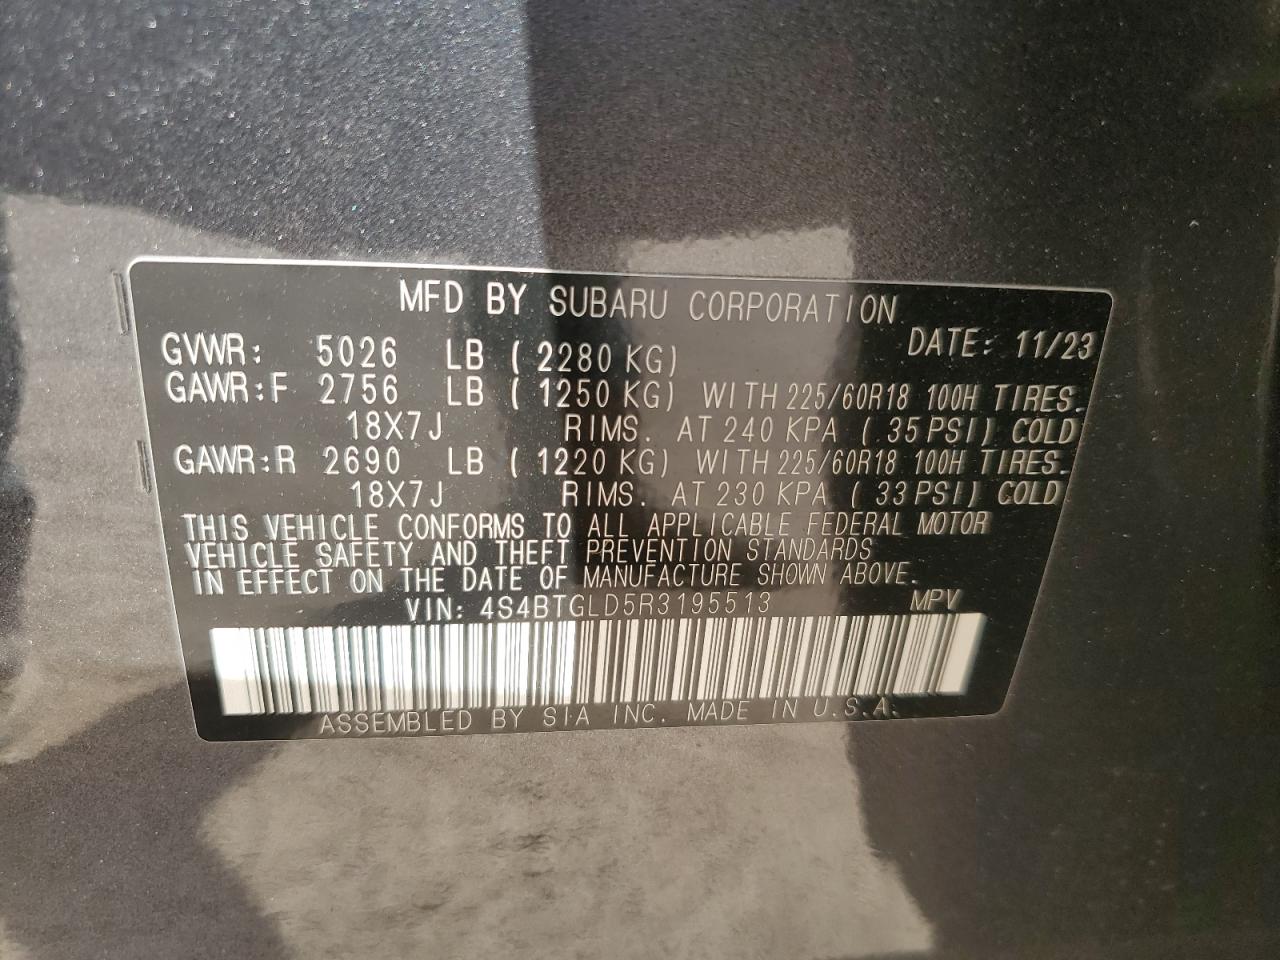 MFD BY SUBARU CORPORATION
DATE: 11/23
GVWR: 5026 LB ( 2280 KG)
GAWR:F 2756 LB ( 1250 KG) WITH 225/60R18 100H TIRES.
18X7J RIMS. AT 240 KPA ( 35 PSI) COLD
GAWR:R 2690 LB ( 1220 KG) WITH 225/60R18 100H TIRES.
18X7J RIMS. AT 230 KPA ( 33 PSI) COLD
THIS VEHICLE CONFORMS TO ALL APPLICABLE FEDERAL MOTOR
VEHICLE SAFETY AND THEFT PREVENTION STANDARDS
IN EFFECT ON THE DATE OF MANUFACTURE SHOWN ABOVE.
VIN: 4S4BTGLD5R3195513 MPV
ASSEMBLED BY SIA INC. MADE IN U.S.A.